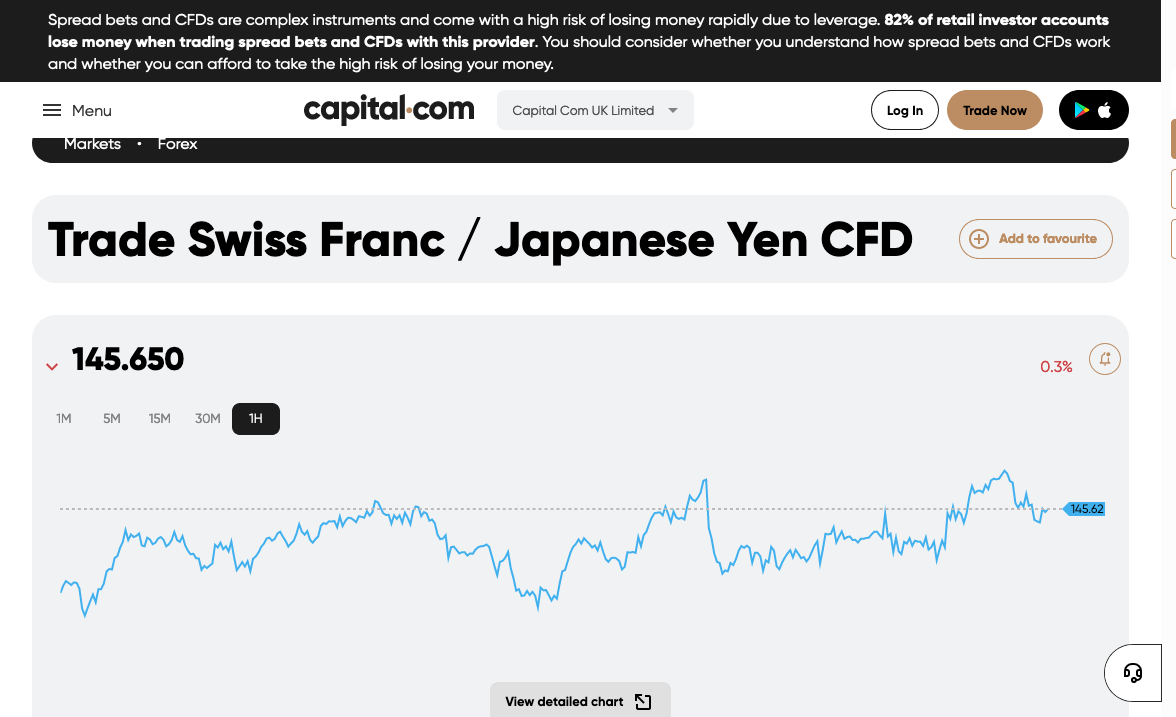 Spread bets and CFDs are complex instruments and come with a high risk of losing money rapidly due to leverage. 82% of retail investor accounts
lose money when trading spread bets and CFDs with this provider. You should consider whether you understand how spread bets and CFDs work
and whether you can afford to take the high risk of losing your money.
Menu
capital.com
Capital Com UK Limited
Log In
Trade Now
Markets • Forex
Trade Swiss Franc / Japanese Yen CFD
Add to favourite
145.650
0.3%
1M 5M 15M 30M 1H
145.62
View detailed chart